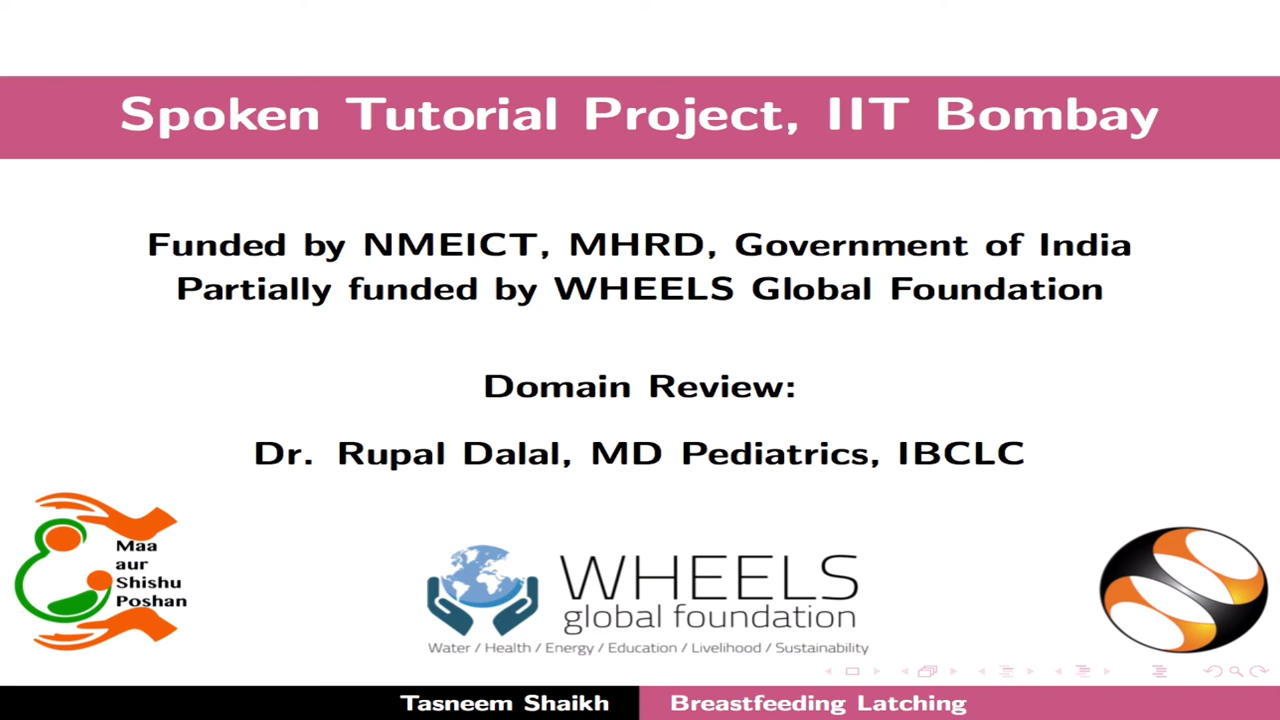 Spoken Tutorial Project, IIT Bombay
Funded by NMEICT, MHRD, Government of India
Partially funded by WHEELS Global Foundation
Domain Review:
Dr. Rupal Dalal, MD Pediatrics, IBCLC
Maa
aur
Shishu
Poshan
WHEELS
global foundation
Water / Health / Energy / Education / Livelihood / Sustainability
Tasneem Shaikh
Breastfeeding Latching